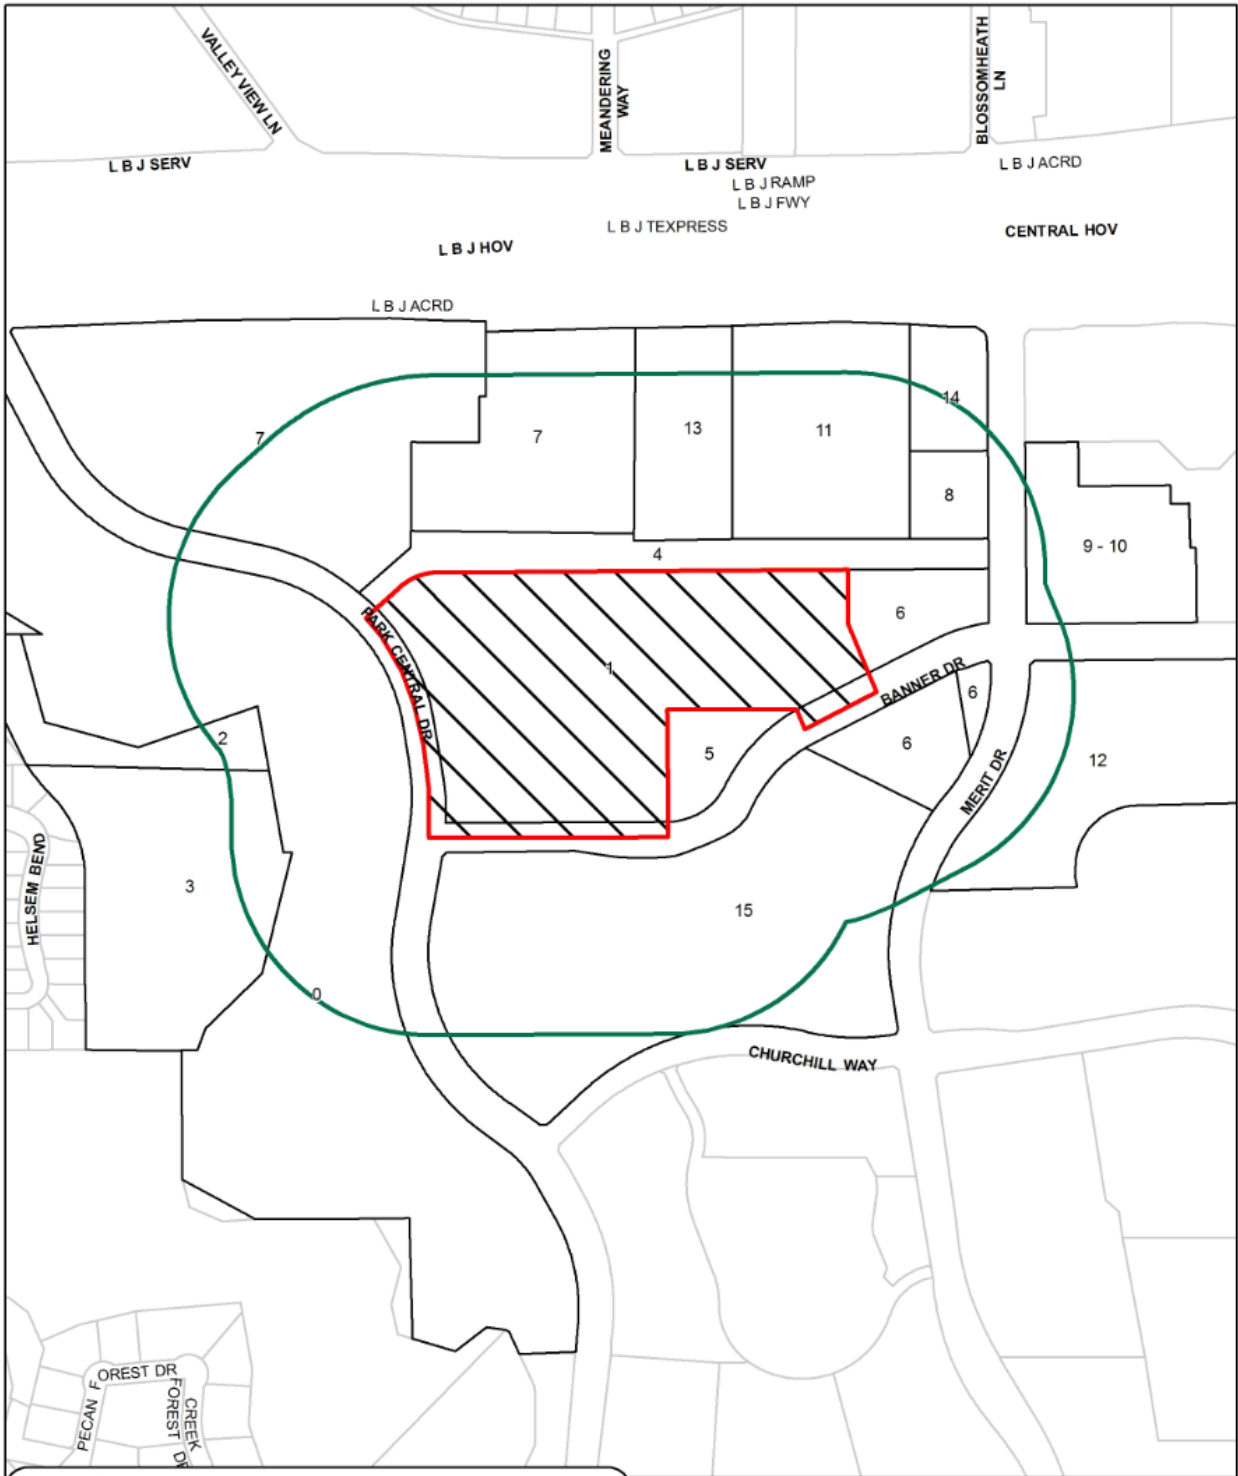 VALLEY VIEW LN
MEANDERING
WAY
BLOSSOMHEATH
LN
L B J SERV
L B J SERV
L B J ACRD
L B J RAMP
L B J FWY
L B J TEXPRESS
CENTRAL HOV
L B J HOV
L B J ACRD
14
7
7
13
11
8
9 - 10
4
6
PARK CENTRAL DR
1
BANNER DR
6
2
5
6
12
MERIT DR
HELSEM BEND
3
15
0
CHURCHILL WAY
PECAN F
OREST DR
CREEK
FOREST DR